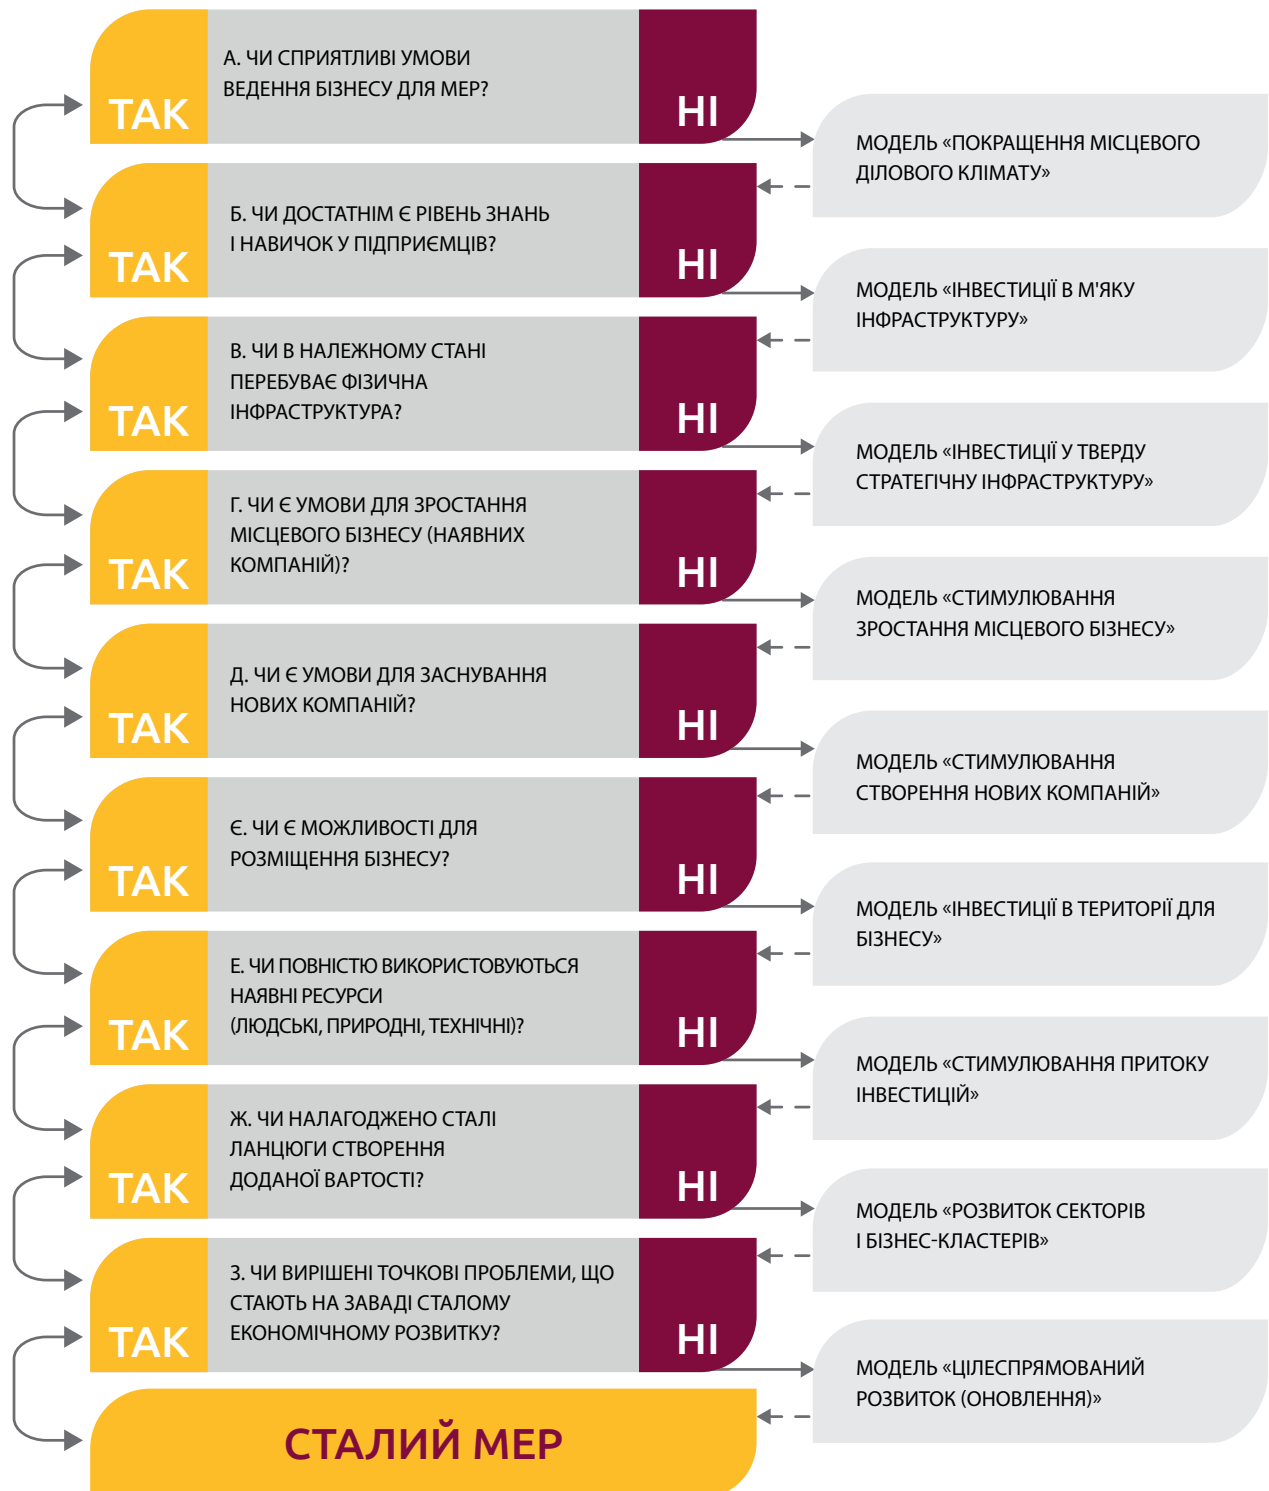 А. ЧИ СПРИЯТЛИВІ УМОВИ
ВЕДЕННЯ БІЗНЕСУ ДЛЯ МЕР?
ТАК
НІ
МОДЕЛЬ «ПОКРАЩЕННЯ МІСЦЕВОГО
ДІЛОВОГО КЛІМАТУ»
Б. ЧИ ДОСТАТНІМ Є РІВЕНЬ ЗНАНЬ
І НАВИЧОК У ПІДПРИЄМЦІВ?
ТАК
НІ
МОДЕЛЬ «ІНВЕСТИЦІЇ В М'ЯКУ
ІНФРАСТРУКТУРУ»
В. ЧИ В НАЛЕЖНОМУ СТАНІ
ПЕРЕБУВАЄ ФІЗИЧНА
ІНФРАСТРУКТУРА?
ТАК
НІ
МОДЕЛЬ «ІНВЕСТИЦІЇ У ТВЕРДУ
СТРАТЕГІЧНУ ІНФРАСТРУКТУРУ»
Г. ЧИ Є УМОВИ ДЛЯ ЗРОСТАННЯ
МІСЦЕВОГО БІЗНЕСУ (НАЯВНИХ
КОМПАНІЙ)?
ТАК
НІ
МОДЕЛЬ «СТИМУЛЮВАННЯ
ЗРОСТАННЯ МІСЦЕВОГО БІЗНЕСУ»
Д. ЧИ Є УМОВИ ДЛЯ ЗАСНУВАННЯ
НОВИХ КОМПАНІЙ?
ТАК
НІ
МОДЕЛЬ «СТИМУЛЮВАННЯ
СТВОРЕННЯ НОВИХ КОМПАНІЙ»
Є. ЧИ Є МОЖЛИВОСТІ ДЛЯ
РОЗМІЩЕННЯ БІЗНЕСУ?
ТАК
НІ
МОДЕЛЬ «ІНВЕСТИЦІЇ В ТЕРИТОРІЇ ДЛЯ
БІЗНЕСУ»
Е. ЧИ ПОВНІСТЮ ВИКОРИСТОВУЮТЬСЯ
НАЯВНІ РЕСУРСИ
(ЛЮДСЬКІ, ПРИРОДНІ, ТЕХНІЧНІ)?
ТАК
НІ
МОДЕЛЬ «СТИМУЛЮВАННЯ ПРИТОКУ
ІНВЕСТИЦІЙ»
Ж. ЧИ НАЛАГОДЖЕНО СТАЛІ
ЛАНЦЮГИ СТВОРЕННЯ
ДОДАНОЇ ВАРТОСТІ?
ТАК
НІ
МОДЕЛЬ «РОЗВИТОК СЕКТОРІВ
І БІЗНЕС-КЛАСТЕРІВ»
З. ЧИ ВИРІШЕНІ ТОЧКОВІ ПРОБЛЕМИ, ЩО
СТАЮТЬ НА ЗАВАДІ СТАЛОМУ
ЕКОНОМІЧНОМУ РОЗВИТКУ?
ТАК
НІ
МОДЕЛЬ «ЦІЛЕСПРЯМОВАНИЙ
РОЗВИТОК (ОНОВЛЕННЯ)»
СТАЛИЙ МЕР